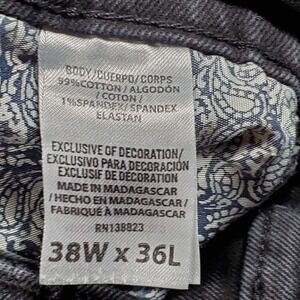 BODY/CUERPO/CORPS
99%COTTON/ALGODÓN
/COTON/
1%SPANDEX/SPANDEX
ELASTAN
EXCLUSIVE OF DECORATION/
EXCLUSIVO PARA DECORACIÓN
EXCLUSIF DE DECORATION
MADE IN MADAGASCAR
/ HECHO EN MADAGASCAR /
FABRIQUÉ À MADAGASCAR
RN138823
38W x 36L